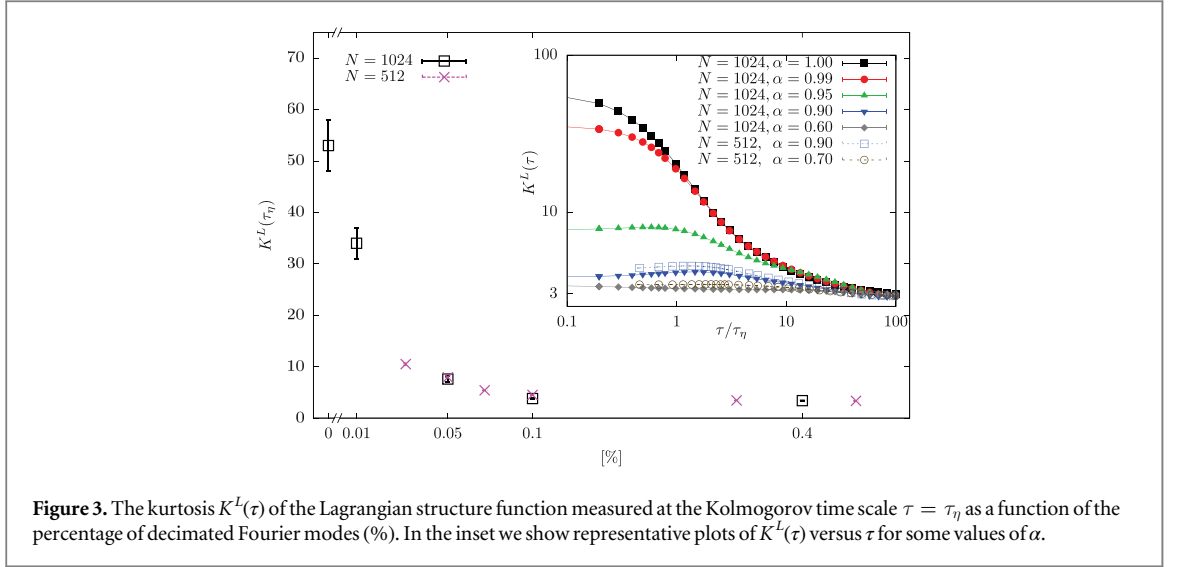 70
60
50
40
30
20
10
0
K^L(τ_η)
0 0.01 0.05 0.1 0.4
[%]
N = 1024
N = 512
100
10
3
K^L(τ)
0.1 1 10 100
τ/τ_η
N = 1024, α = 1.00
N = 1024, α = 0.99
N = 1024, α = 0.95
N = 1024, α = 0.90
N = 1024, α = 0.60
N = 512, α = 0.90
N = 512, α = 0.70
Figure 3. The kurtosis K^L(τ) of the Lagrangian structure function measured at the Kolmogorov time scale τ = τ_η as a function of the
percentage of decimated Fourier modes (%). In the inset we show representative plots of K^L(τ) versus τ for some values of α.